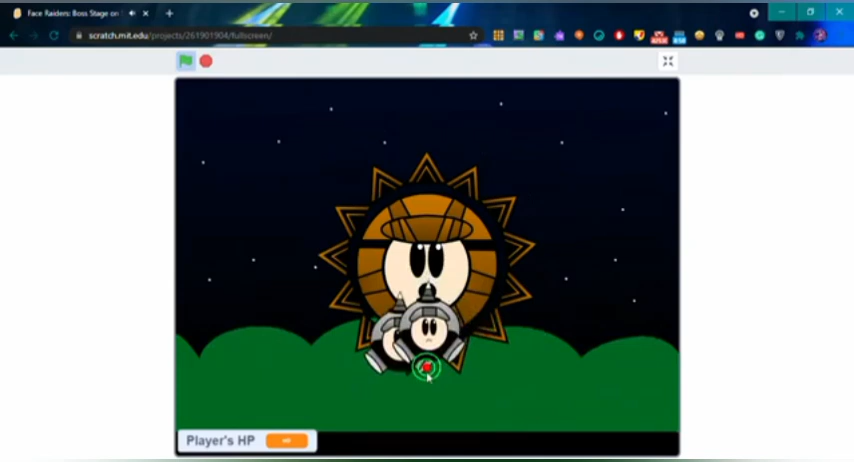 Face Raiders: Boss Stage on
scratch.mit.edu/projects/261901904/fullscreen/
Player's HP